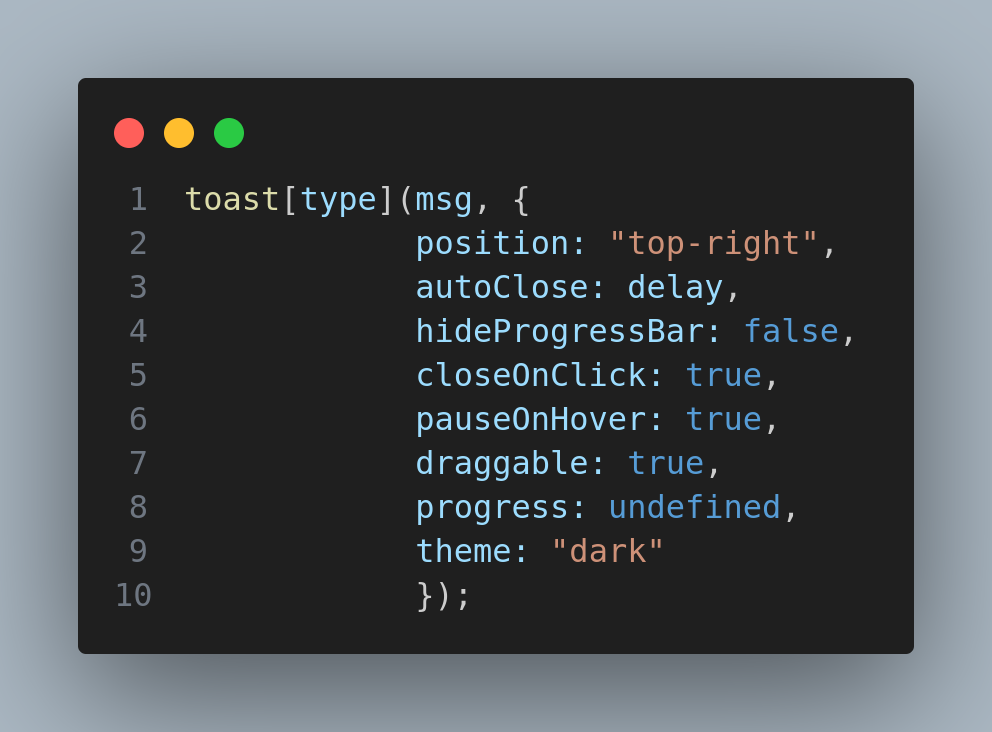 1 toast[type](msg, {
2             position: "top-right",
3             autoClose: delay,
4             hideProgressBar: false,
5             closeOnClick: true,
6             pauseOnHover: true,
7             draggable: true,
8             progress: undefined,
9             theme: "dark"
10             });